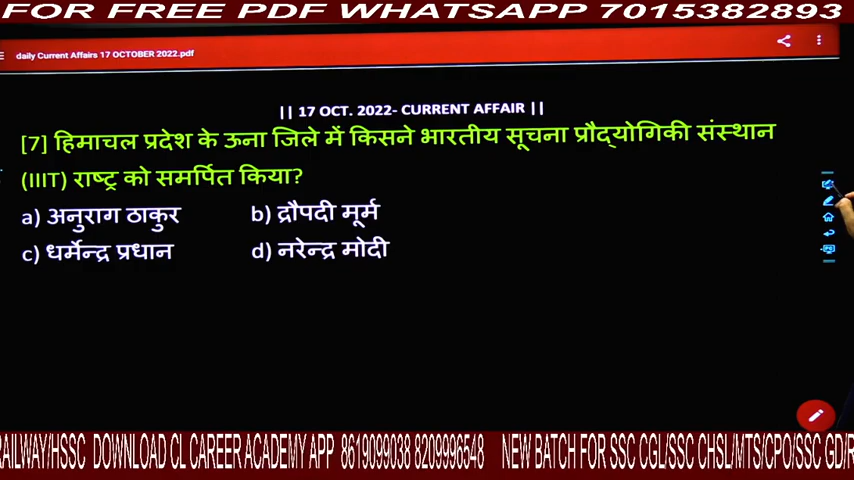 FOR FREE PDF WHATSAPP 7015382893
daily Current Affairs 17 OCTOBER 2022.pdf
|| 17 OCT. 2022- CURRENT AFFAIR ||
[7] हिमाचल प्रदेश के ऊना जिले में किसने भारतीय सूचना प्रौद्योगिकी संस्थान
(IIIT) राष्ट्र को समर्पित किया?
a) अनुराग ठाकुर b) द्रौपदी मूर्मू
c) धर्मेन्द्र प्रधान d) नरेन्द्र मोदी
RAILWAY/HSSC DOWNLOAD CL CAREER ACADEMY APP 8619099038 8209996548 NEW BATCH FOR SSC CGL/SSC CHSL/MTS/CPO/SSC GD/R